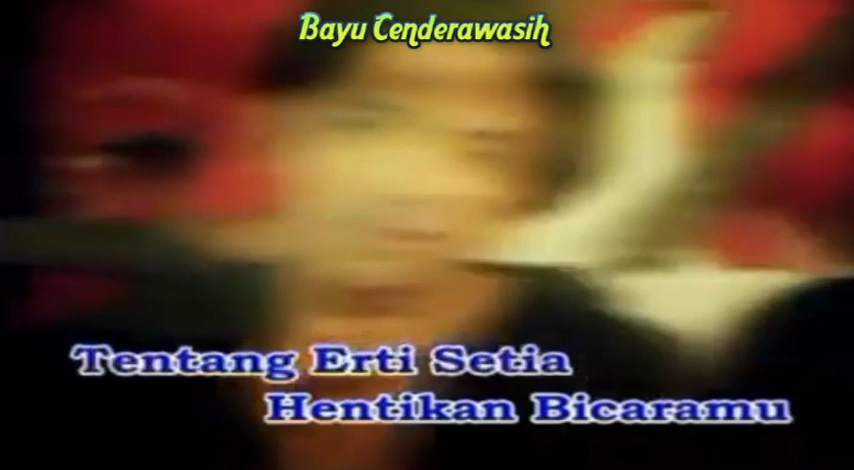 Bayu Cenderawasih
Tentang Erti Setia
Hentikan Bicaramu